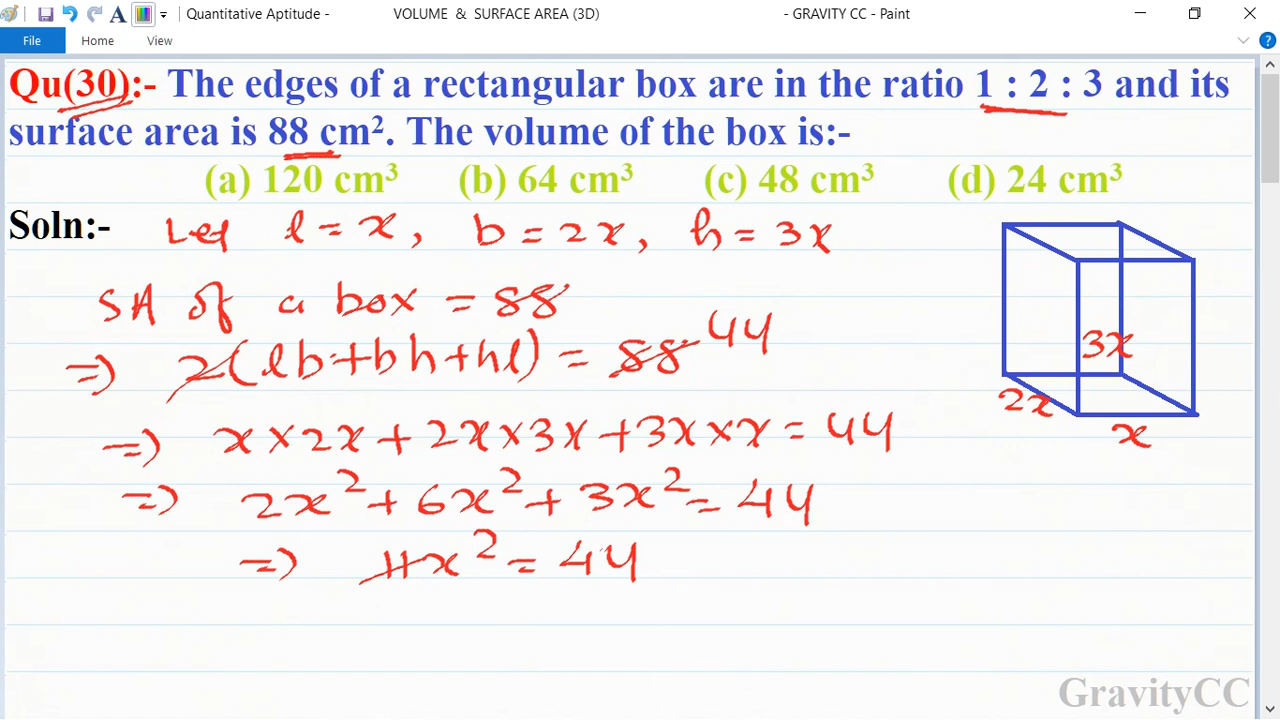 Quantitative Aptitude - VOLUME & SURFACE AREA (3D) - GRAVITY CC - Paint
File Home View
Qu(30):- The edges of a rectangular box are in the ratio 1 : 2 : 3 and its
surface area is 88 cm². The volume of the box is:-
(a) 120 cm³ (b) 64 cm³ (c) 48 cm³ (d) 24 cm³
Soln:- Let l = x, b = 2x, h = 3x
SA of a box = 88
=> 2(lb+bh+hl) = 88 44
=> x×2x + 2x×3x + 3x×x = 44
=> 2x² + 6x² + 3x² = 44
=> 11x² = 44
3x
2x
x
GravityCC